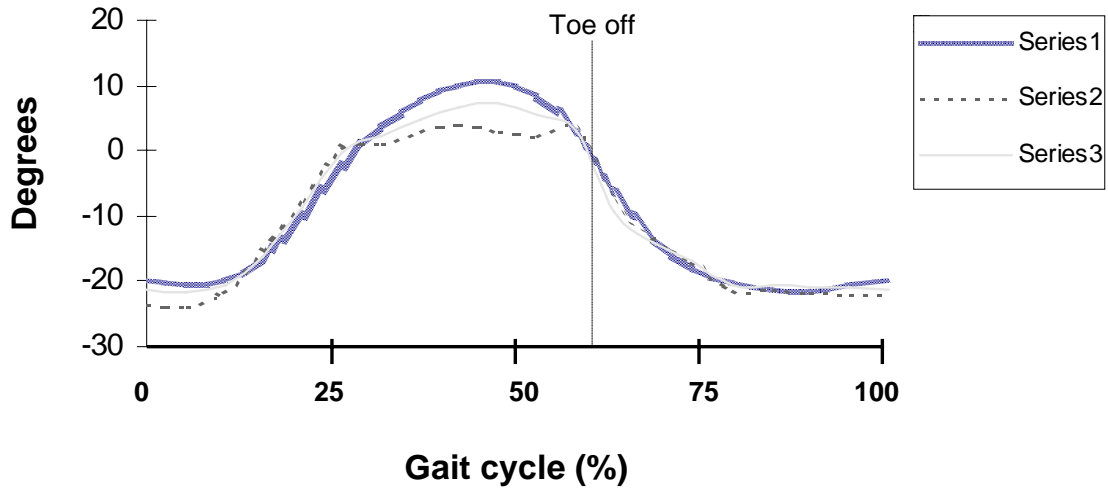 20
Toe off
10
0
-10
-20
-30
Degrees
0 25 50 75 100
Gait cycle (%)
Series1
Series2
Series3